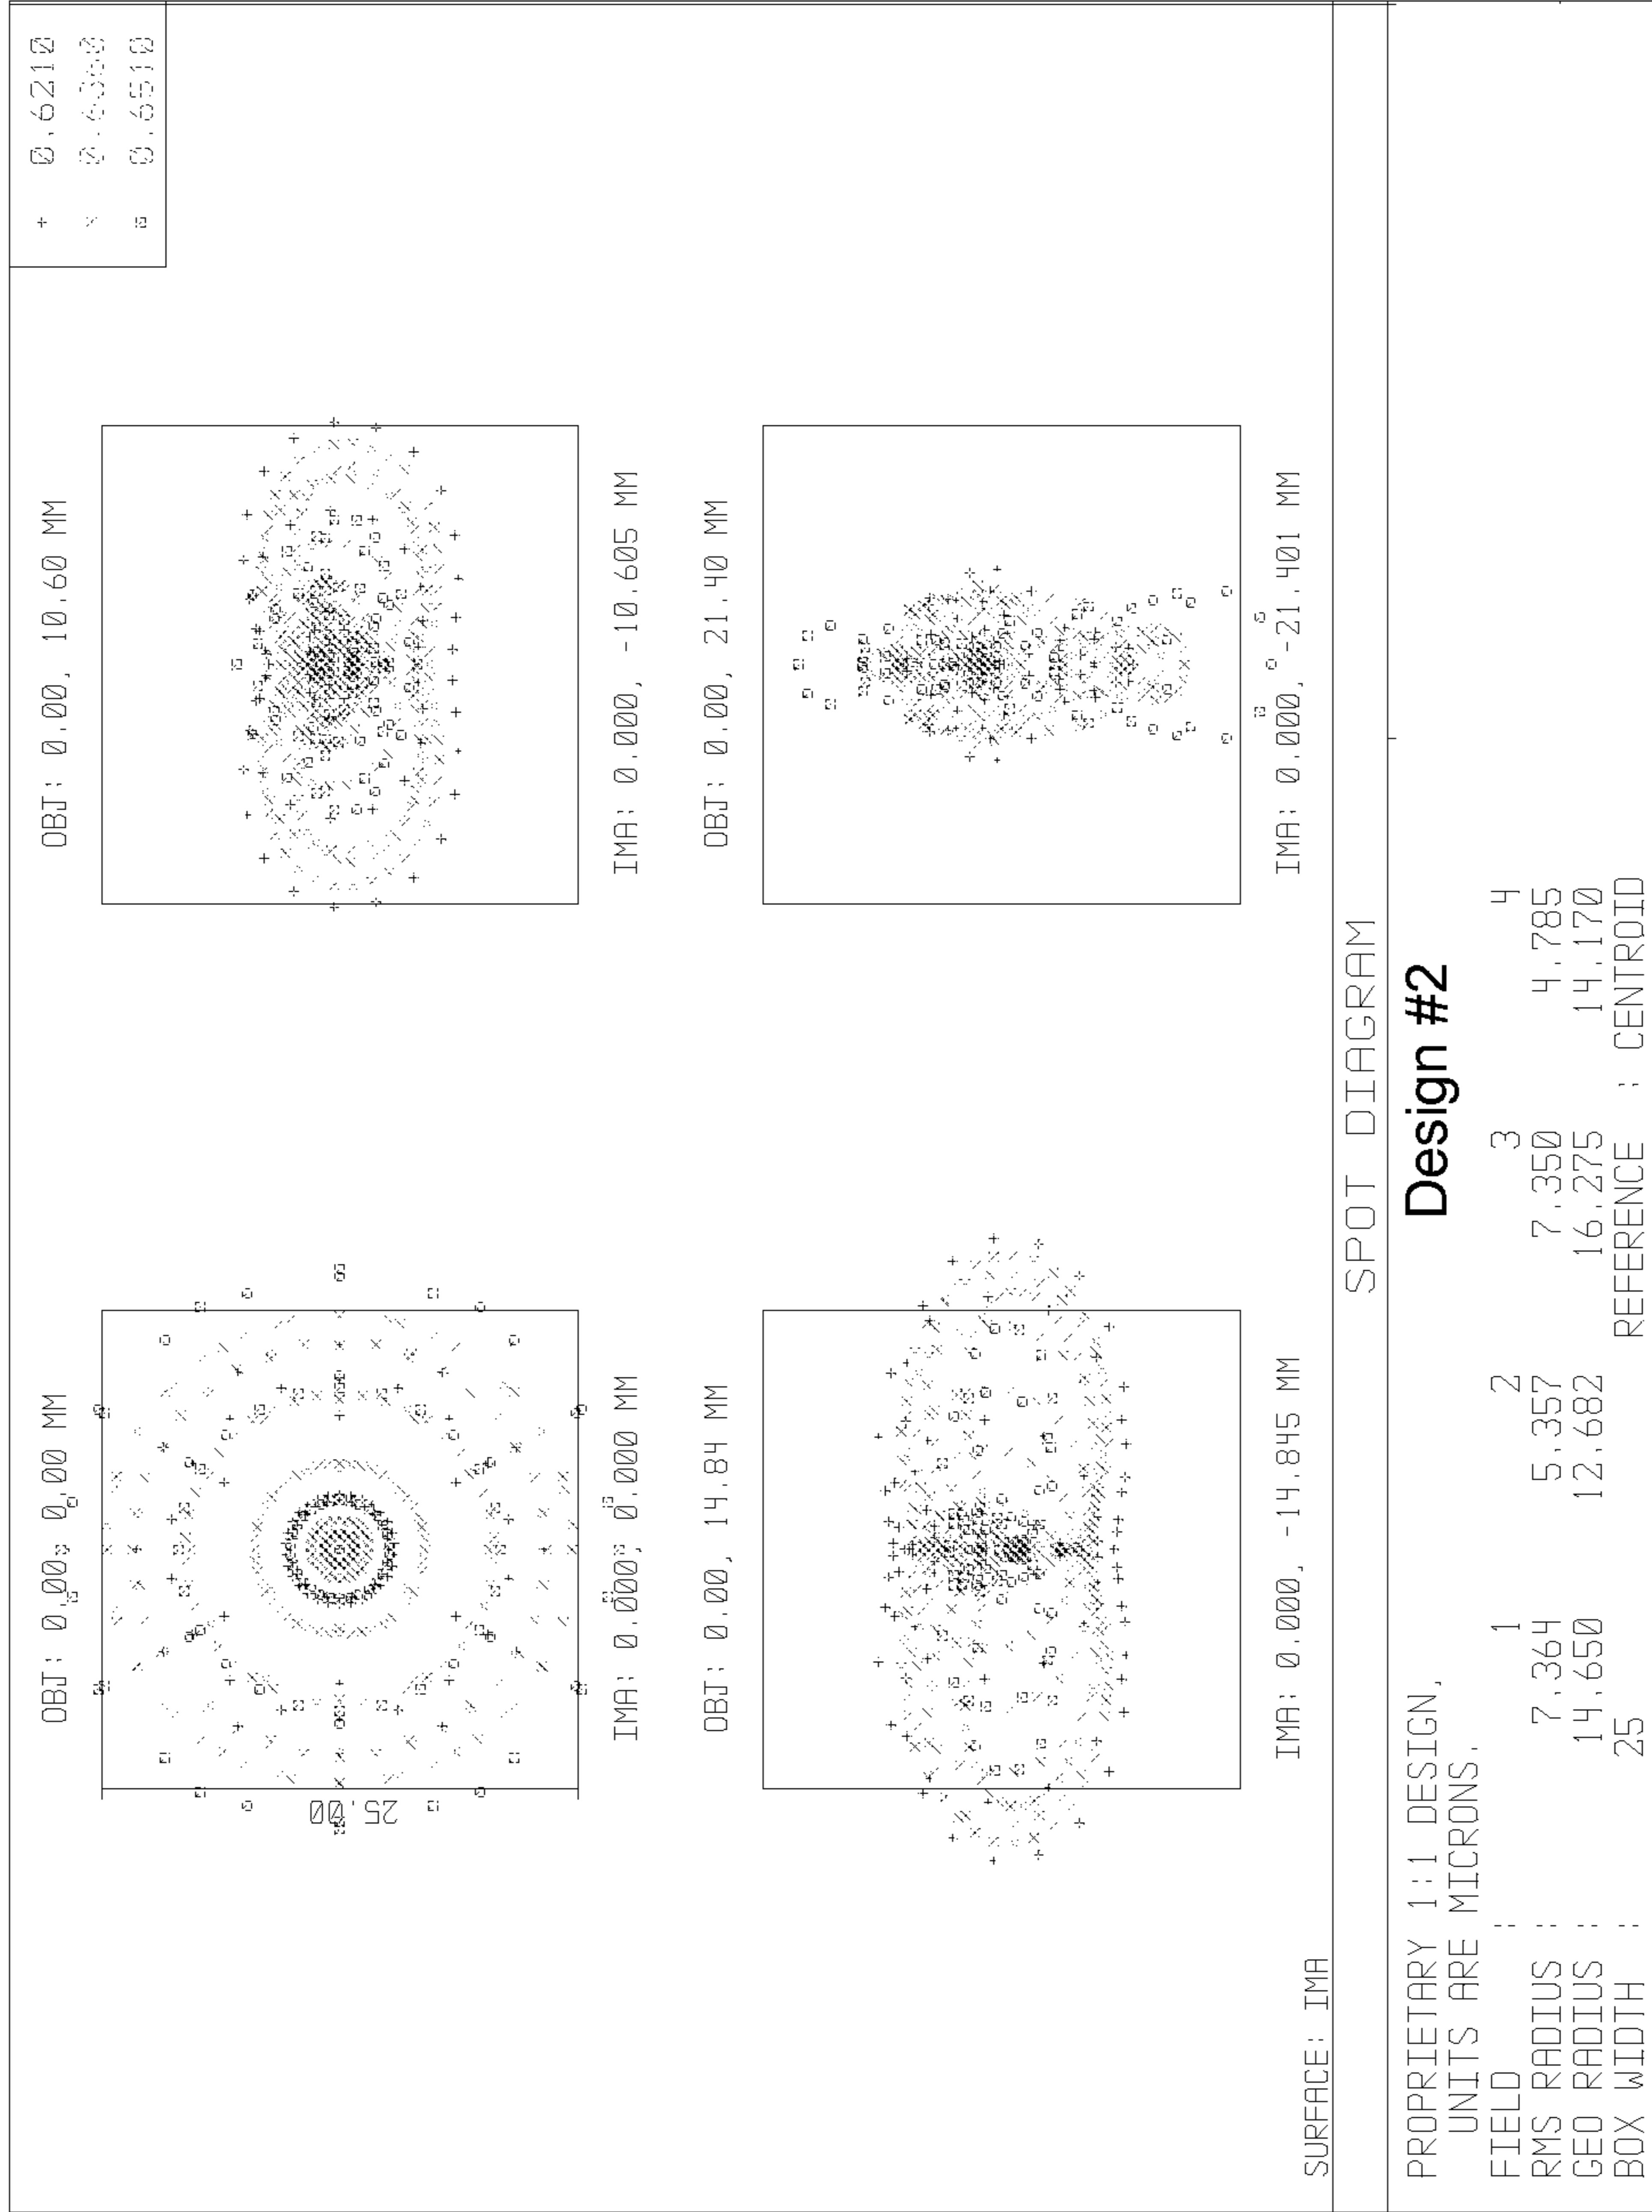 + 0.6210
× 0.6360
0.6510
OBJ: 0.00, 0.00 MM
OBJ: 0.00, 10.60 MM
25.00
IMA: 0.000, 0.000 MM
IMA: 0.000, -10.605 MM
OBJ: 0.00, 14.84 MM
OBJ: 0.00, 21.40 MM
IMA: 0.000, -14.845 MM
IMA: 0.000, -21.401 MM
SURFACE: IMA
SPOT DIAGRAM
Design #2
PROPRIETARY 1:1 DESIGN,
UNITS ARE MICRONS.
FIELD : 1 2 3 4
RMS RADIUS : 7.364 5.357 7.350 4.785
GEO RADIUS : 14.650 12.682 16.275 14.170
BOX WIDTH : 25 REFERENCE : CENTROID